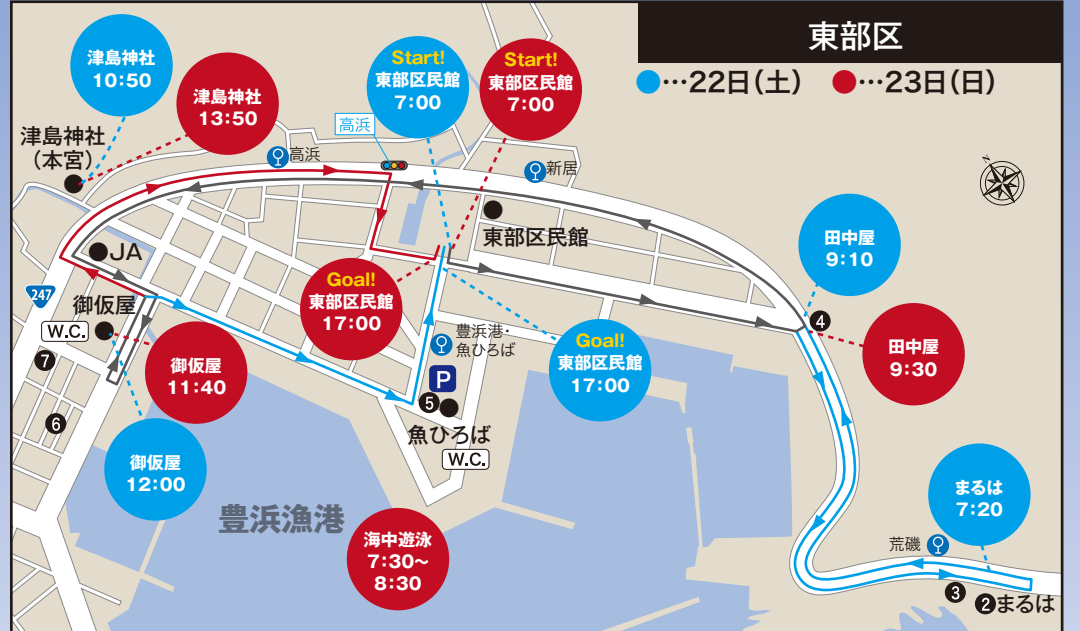 東部区
●…22日(土) ●…23日(日)
津島神社
10:50
津島神社
13:50
Start!
東部区民館
7:00
Start!
東部区民館
7:00
高浜
高浜
新居
N
津島神社
(本宮)
東部区民館
田中屋
9:10
JA
247
御仮屋
W.C.
Goal!
東部区民館
17:00
4
豊浜港・
魚ひろば
Goal!
東部区民館
17:00
田中屋
9:30
7
御仮屋
11:40
P
5
魚ひろば
W.C.
6
御仮屋
12:00
まるは
7:20
豊浜漁港
海中遊泳
7:30~
8:30
荒磯
3
2まるは